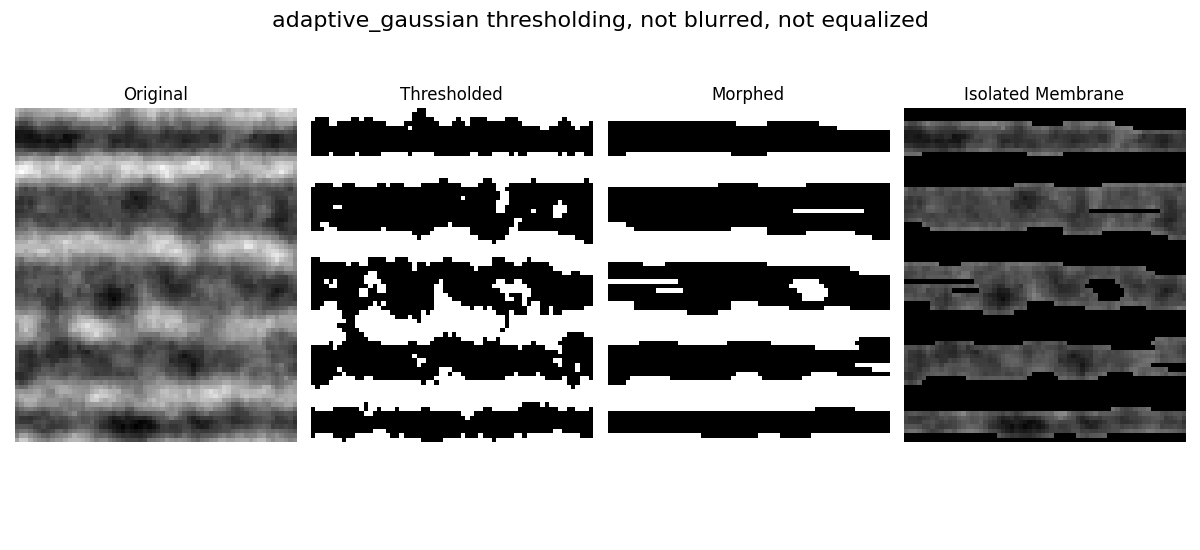 adaptive_gaussian thresholding, not blurred, not equalized
Original
Thresholded
Morphed
Isolated Membrane